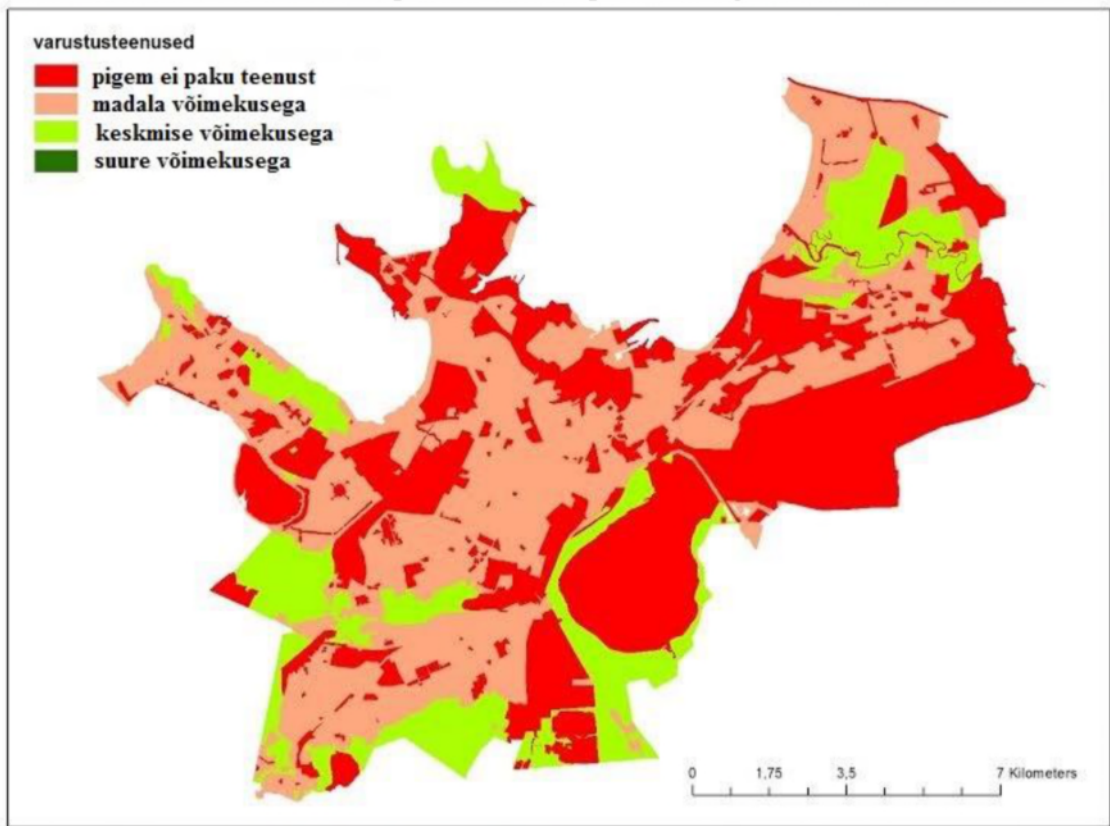 varustusteenused
pigem ei paku teenust
madala võimekusega
keskmise võimekusega
suure võimekusega
0 1,75 3,5 7 Kilometers